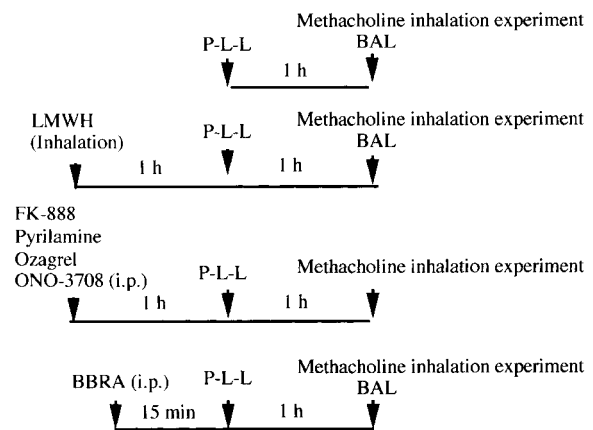 Methacholine inhalation experiment
P-L-L
BAL
1 h
LMWH
(Inhalation)
P-L-L
Methacholine inhalation experiment
BAL
1 h
1 h
FK-888
Pyrilamine
Ozagrel
ONO-3708 (i.p.)
P-L-L
Methacholine inhalation experiment
1 h
1 h
BBRA (i.p.)
P-L-L
Methacholine inhalation experiment
BAL
15 min
1 h